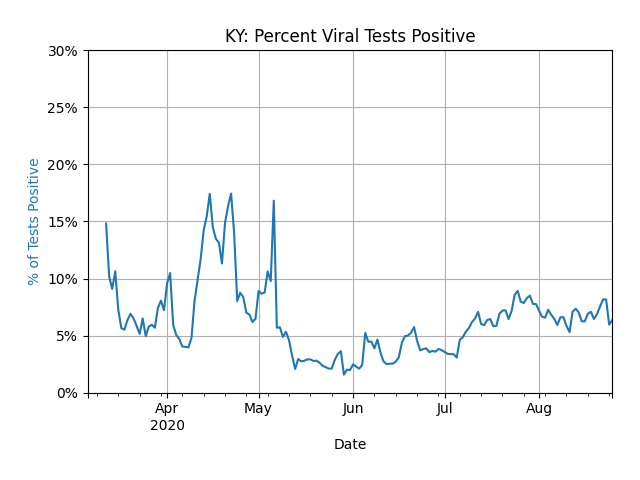 KY: Percent Viral Tests Positive
30%
25%
20%
15%
10%
5%
0%
% of Tests Positive
Apr
2020
May
Jun
Jul
Aug
Date